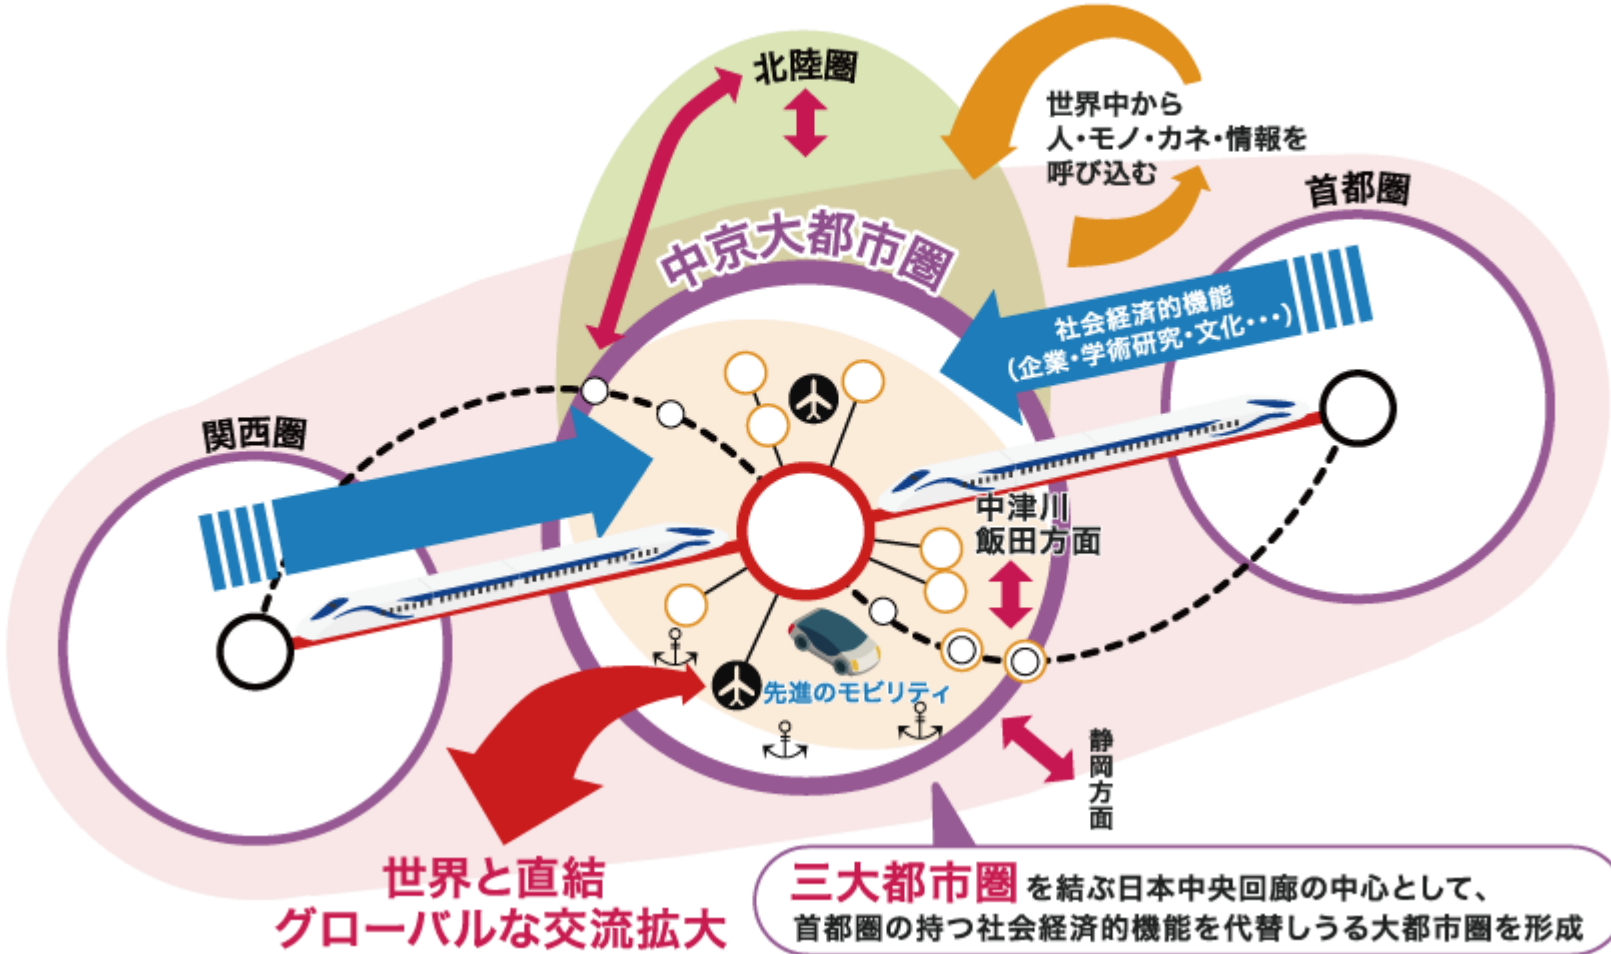 北陸圏
世界中から
人・モノ・カネ・情報を
呼び込む
首都圏
中京大都市圏
社会経済的機能
(企業・学術研究・文化・・・)
関西圏
中津川
飯田方面
先進のモビリティ
静岡方面
世界と直結
グローバルな交流拡大
三大都市圏を結ぶ日本中央回廊の中心として、
首都圏の持つ社会経済的機能を代替しうる大都市圏を形成